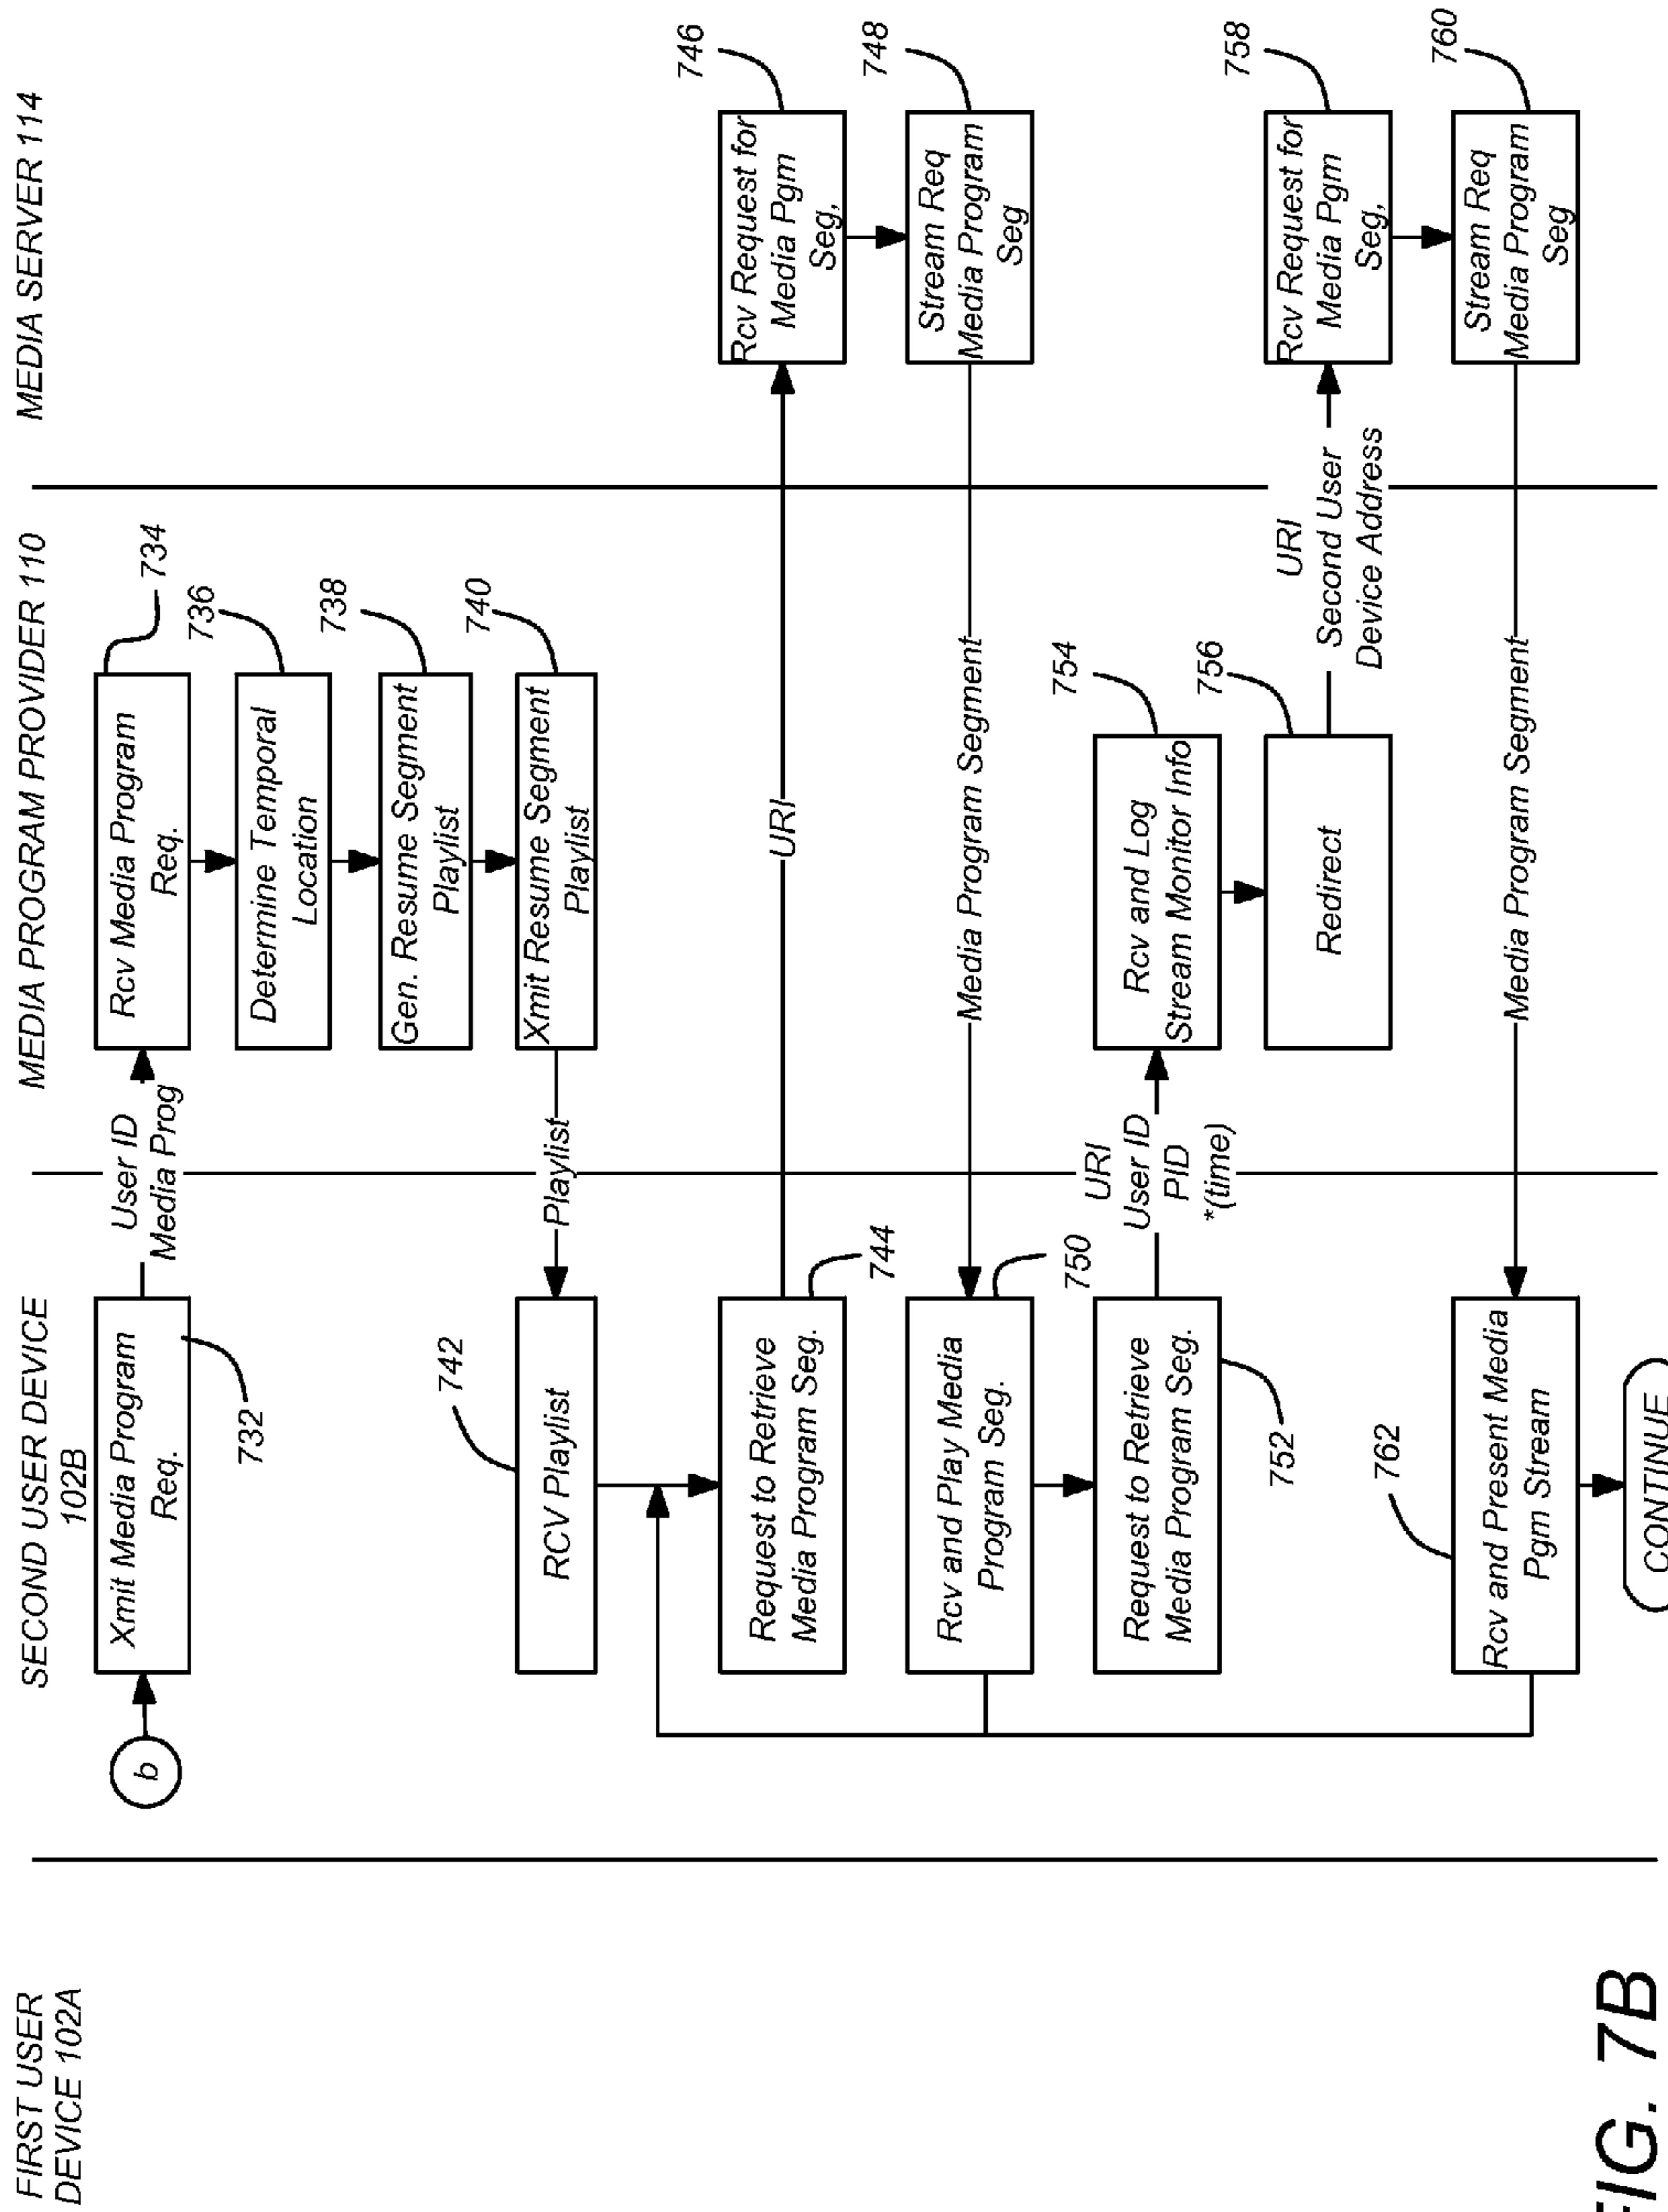 FIRST USER
DEVICE 102A
SECOND USER DEVICE
102B
MEDIA PROGRAM PROVIDER 110
MEDIA SERVER 114
b
Xmit Media Program
Req.
732
User ID
Media Prog
Rcv Media Program
Req.
734
Determine Temporal
Location
736
Gen. Resume Segment
Playlist
738
Xmit Resume Segment
Playlist
740
Playlist
RCV Playlist
742
Request to Retrieve
Media Program Seg.
744
URI
Rcv Request for
Media Pgm
Seg,
746
Stream Req
Media Program
Seg
748
Media Program Segment
Rcv and Play Media
Program Seg.
750
Request to Retrieve
Media Program Seg.
752
URI
User ID
PID
*(time)
Rcv and Log
Stream Monitor Info
754
Redirect
756
URI
Second User
Device Address
Rcv Request for
Media Pgm
Seg,
758
Stream Req
Media Program
Seg
760
Media Program Segment
Rcv and Present Media
Pgm Stream
762
CONTINUE
FIG. 7B